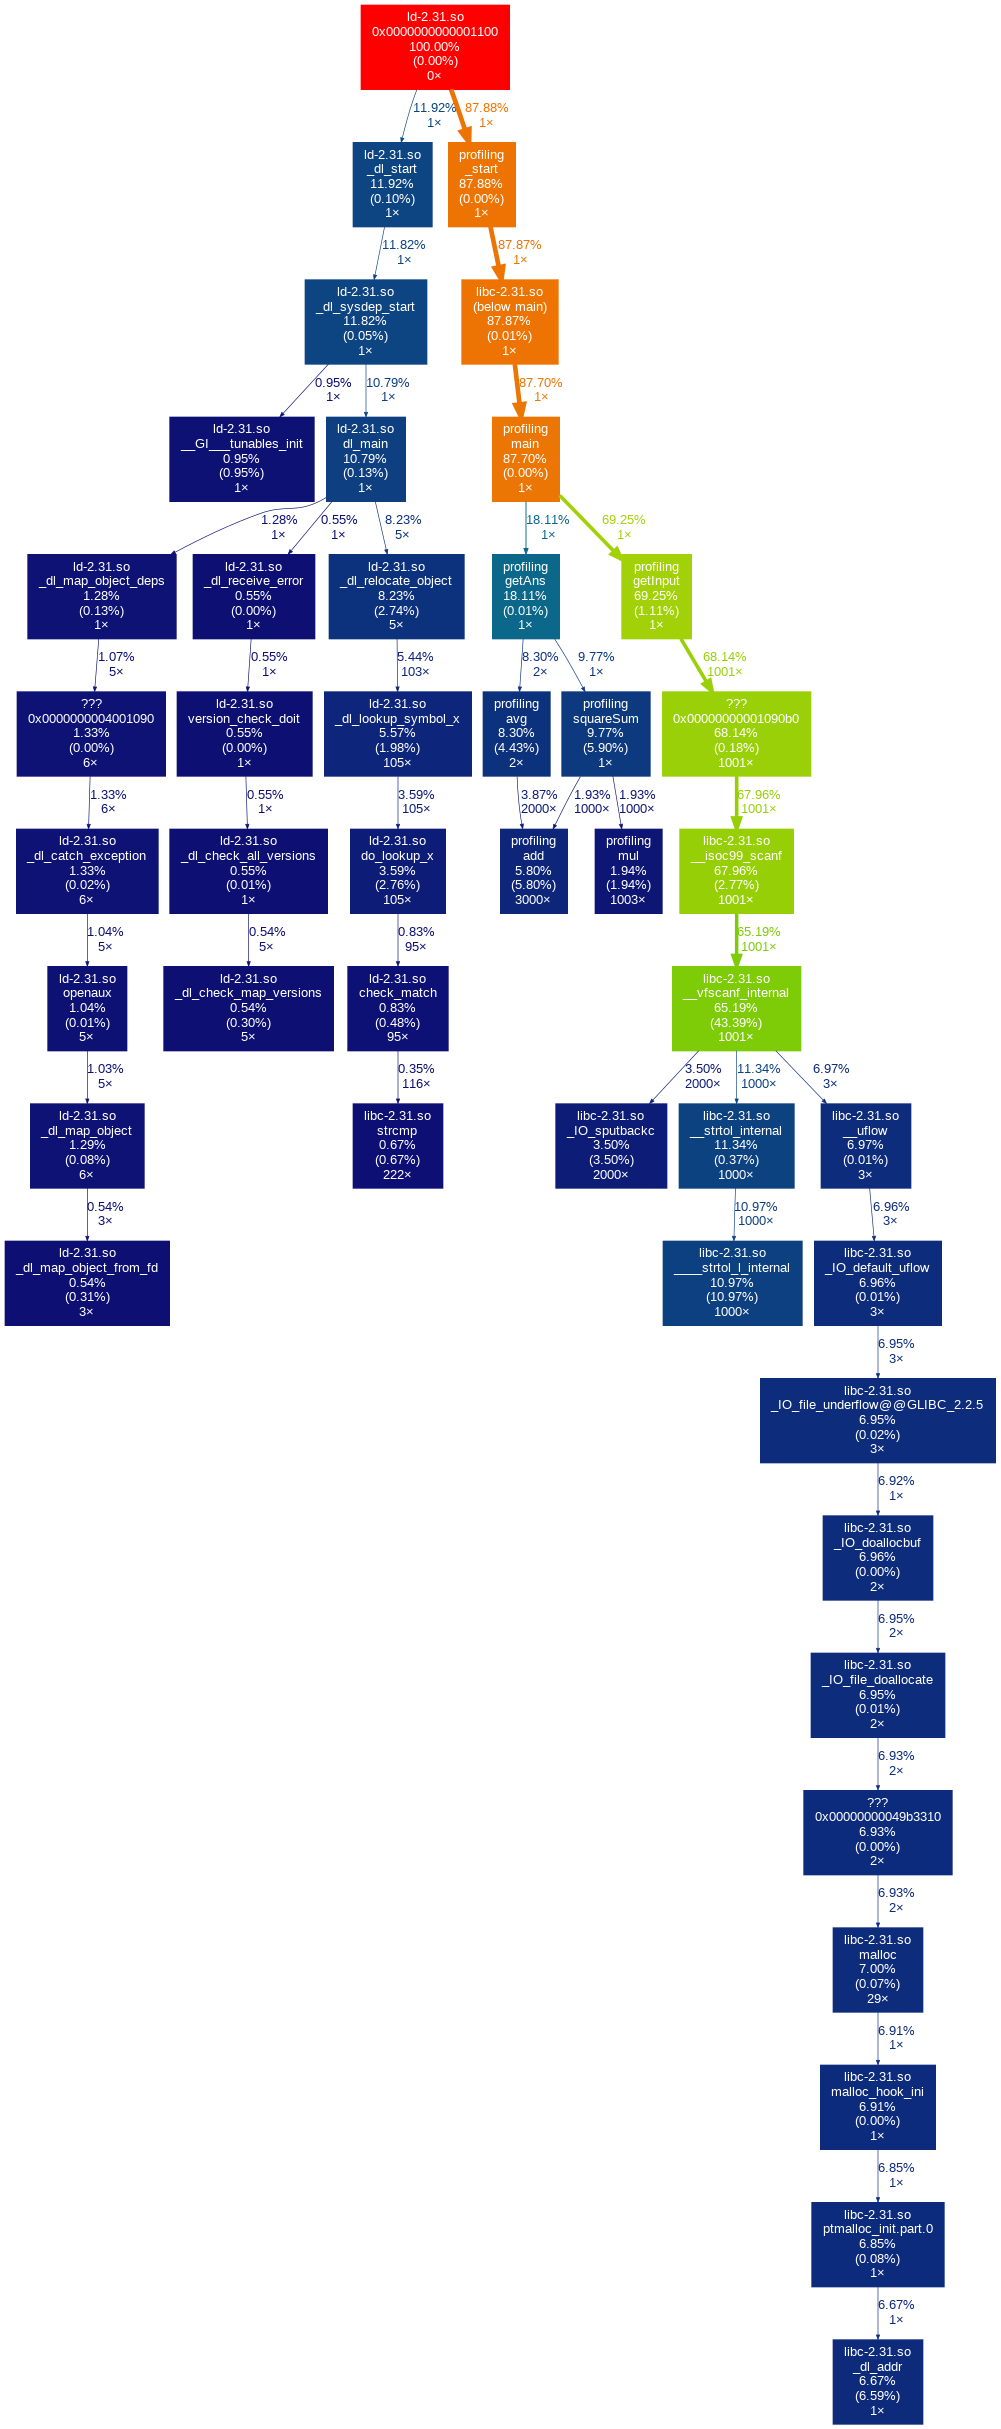 ld-2.31.so
0x0000000000001100
100.00%
(0.00%)
0×
11.92%
1×
87.88%
1×
ld-2.31.so
_dl_start
11.92%
(0.10%)
1×
profiling
_start
87.88%
(0.00%)
1×
11.82%
1×
87.87%
1×
ld-2.31.so
_dl_sysdep_start
11.82%
(0.05%)
1×
libc-2.31.so
(below main)
87.87%
(0.01%)
1×
0.95%
1×
10.79%
1×
87.70%
1×
ld-2.31.so
__GI___tunables_init
0.95%
(0.95%)
1×
ld-2.31.so
dl_main
10.79%
(0.13%)
1×
profiling
main
87.70%
(0.00%)
1×
1.28%
1×
0.55%
1×
8.23%
5×
18.11%
1×
69.25%
1×
ld-2.31.so
_dl_map_object_deps
1.28%
(0.13%)
1×
ld-2.31.so
_dl_receive_error
0.55%
(0.00%)
1×
ld-2.31.so
_dl_relocate_object
8.23%
(2.74%)
5×
profiling
getAns
18.11%
(0.01%)
1×
profiling
getInput
69.25%
(1.11%)
1×
1.07%
5×
0.55%
1×
5.44%
103×
8.30%
2×
9.77%
1×
68.14%
1001×
???
0x0000000004001090
1.33%
(0.00%)
6×
ld-2.31.so
version_check_doit
0.55%
(0.00%)
1×
ld-2.31.so
_dl_lookup_symbol_x
5.57%
(1.98%)
105×
profiling
avg
8.30%
(4.43%)
2×
profiling
squareSum
9.77%
(5.90%)
1×
???
0x00000000001090b0
68.14%
(0.18%)
1001×
1.33%
6×
0.55%
1×
3.59%
105×
3.87%
2000×
1.93%
1000×
1.93%
1000×
67.96%
1001×
ld-2.31.so
_dl_catch_exception
1.33%
(0.02%)
6×
ld-2.31.so
_dl_check_all_versions
0.55%
(0.01%)
1×
ld-2.31.so
do_lookup_x
3.59%
(2.76%)
105×
profiling
add
5.80%
(5.80%)
3000×
profiling
mul
1.94%
(1.94%)
1003×
libc-2.31.so
__isoc99_scanf
67.96%
(2.77%)
1001×
1.04%
5×
0.54%
5×
0.83%
95×
65.19%
1001×
ld-2.31.so
openaux
1.04%
(0.01%)
5×
ld-2.31.so
_dl_check_map_versions
0.54%
(0.30%)
5×
ld-2.31.so
check_match
0.83%
(0.48%)
95×
libc-2.31.so
__vfscanf_internal
65.19%
(43.39%)
1001×
1.03%
5×
0.35%
116×
3.50%
2000×
11.34%
1000×
6.97%
3×
ld-2.31.so
_dl_map_object
1.29%
(0.08%)
6×
libc-2.31.so
strcmp
0.67%
(0.67%)
222×
libc-2.31.so
_IO_sputbackc
3.50%
(3.50%)
2000×
libc-2.31.so
__strtol_internal
11.34%
(0.37%)
1000×
libc-2.31.so
__uflow
6.97%
(0.01%)
3×
0.54%
3×
10.97%
1000×
6.96%
3×
ld-2.31.so
_dl_map_object_from_fd
0.54%
(0.31%)
3×
libc-2.31.so
____strtol_l_internal
10.97%
(10.97%)
1000×
libc-2.31.so
_IO_default_uflow
6.96%
(0.01%)
3×
6.95%
3×
libc-2.31.so
_IO_file_underflow@@GLIBC_2.2.5
6.95%
(0.02%)
3×
6.92%
1×
libc-2.31.so
_IO_doallocbuf
6.96%
(0.00%)
2×
6.95%
2×
libc-2.31.so
_IO_file_doallocate
6.95%
(0.01%)
2×
6.93%
2×
???
0x00000000049b3310
6.93%
(0.00%)
2×
6.93%
2×
libc-2.31.so
malloc
7.00%
(0.07%)
29×
6.91%
1×
libc-2.31.so
malloc_hook_ini
6.91%
(0.00%)
1×
6.85%
1×
libc-2.31.so
ptmalloc_init.part.0
6.85%
(0.08%)
1×
6.67%
1×
libc-2.31.so
_dl_addr
6.67%
(6.59%)
1×